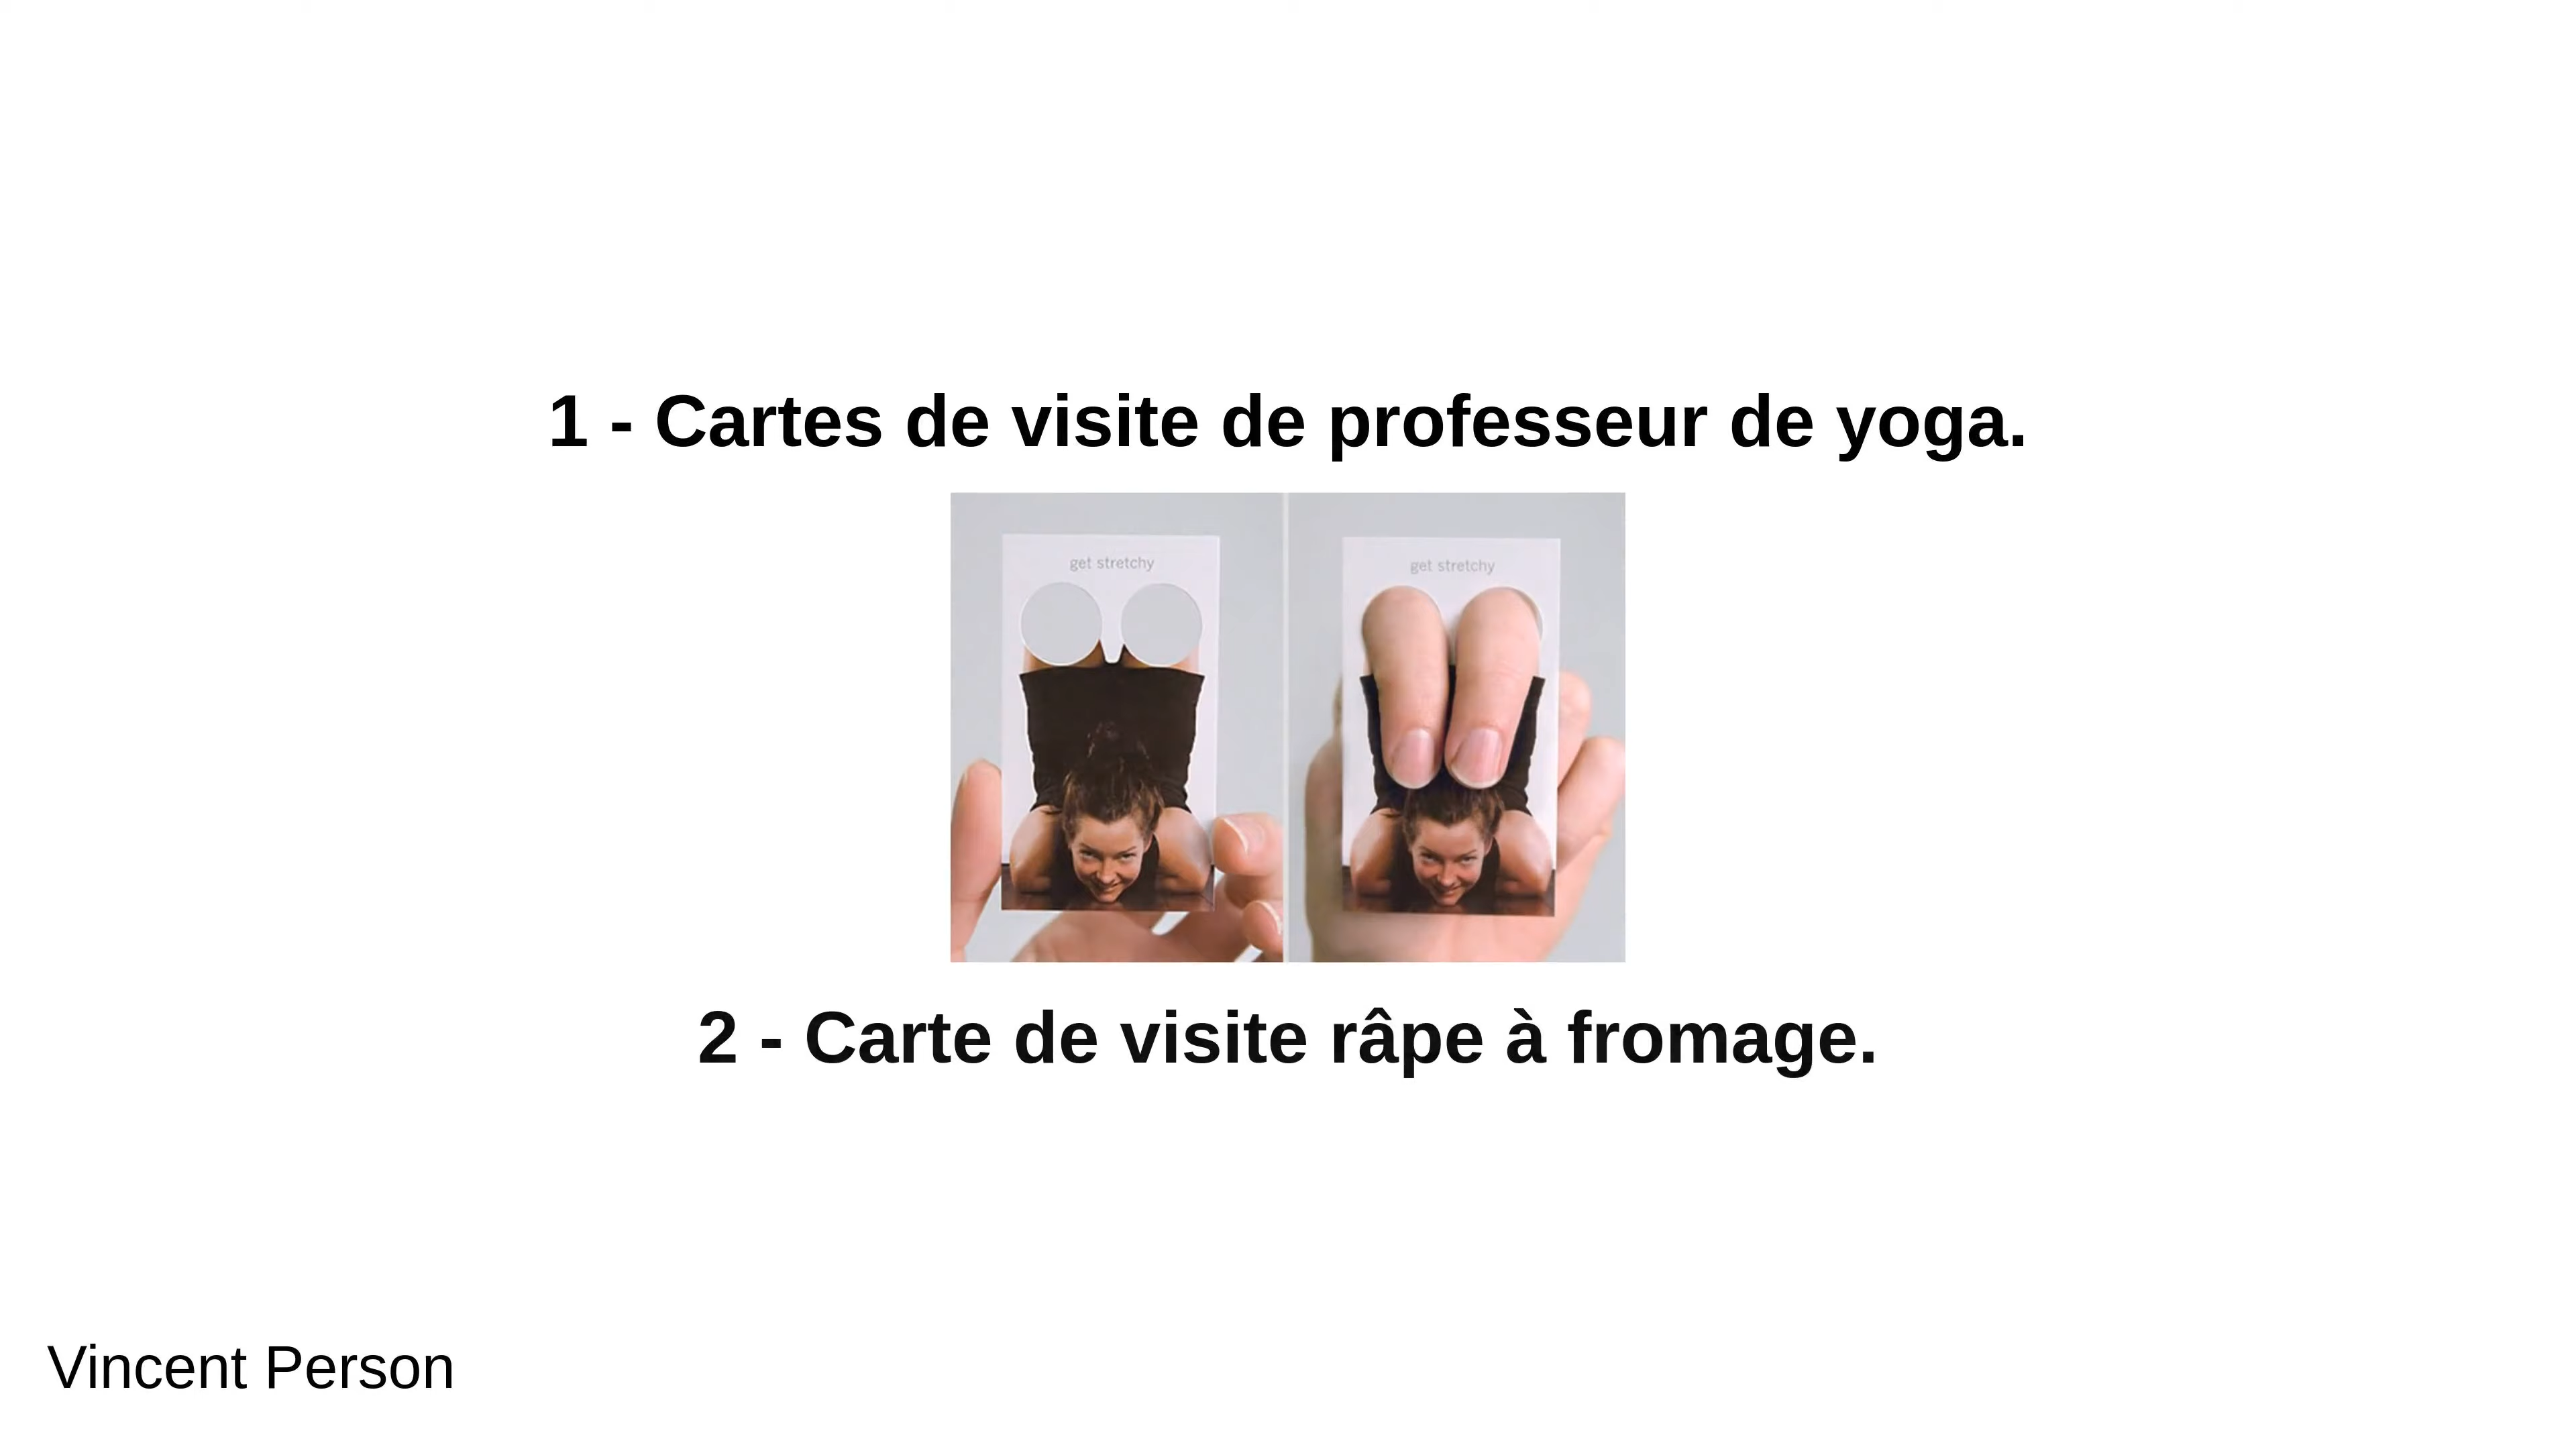 1 - Cartes de visite de professeur de yoga.
get stretchy
get stretchy
2 - Carte de visite râpe à fromage.
Vincent Person